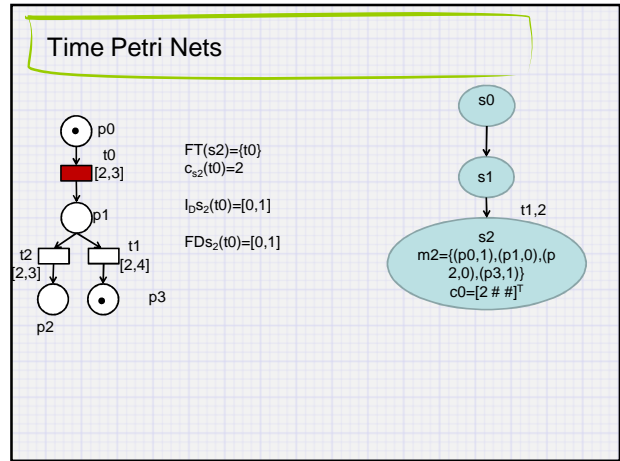 Time Petri Nets
p0
t0
[2,3]
p1
t2
t1
[2,3]
[2,4]
p3
p2
FT(s2)={t0}
cs2(t0)=2
IDs2(t0)=[0,1]
FDs2(t0)=[0,1]
s0
s1
t1,2
s2
m2={(p0,1),(p1,0),(p
2,0),(p3,1)}
c0=[2 # #]T